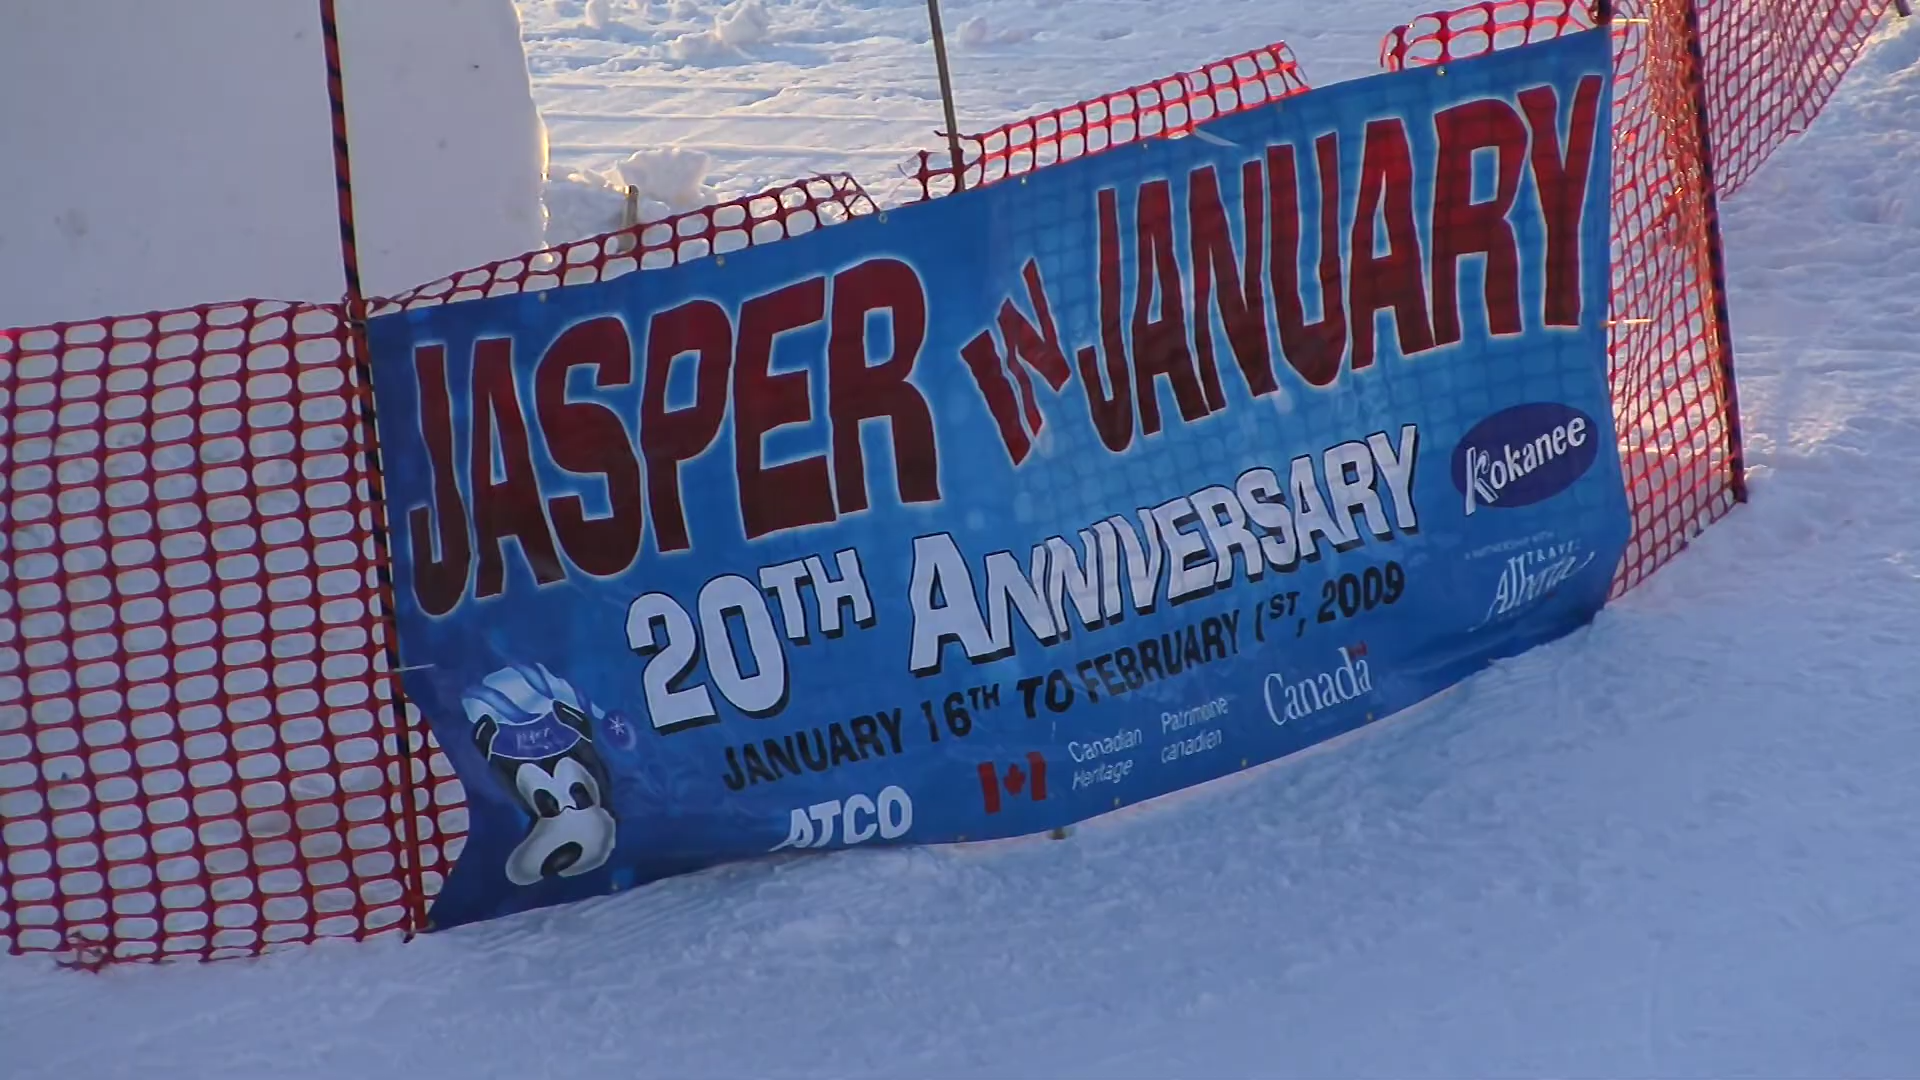 JASPER IN JANUARY
20TH ANNIVERSARY
JANUARY 16TH TO FEBRUARY 1ST, 2009
Kokanee
TRAVEL
Alberta
ATCO
Canadian Heritage
Patrimoine canadien
Canada